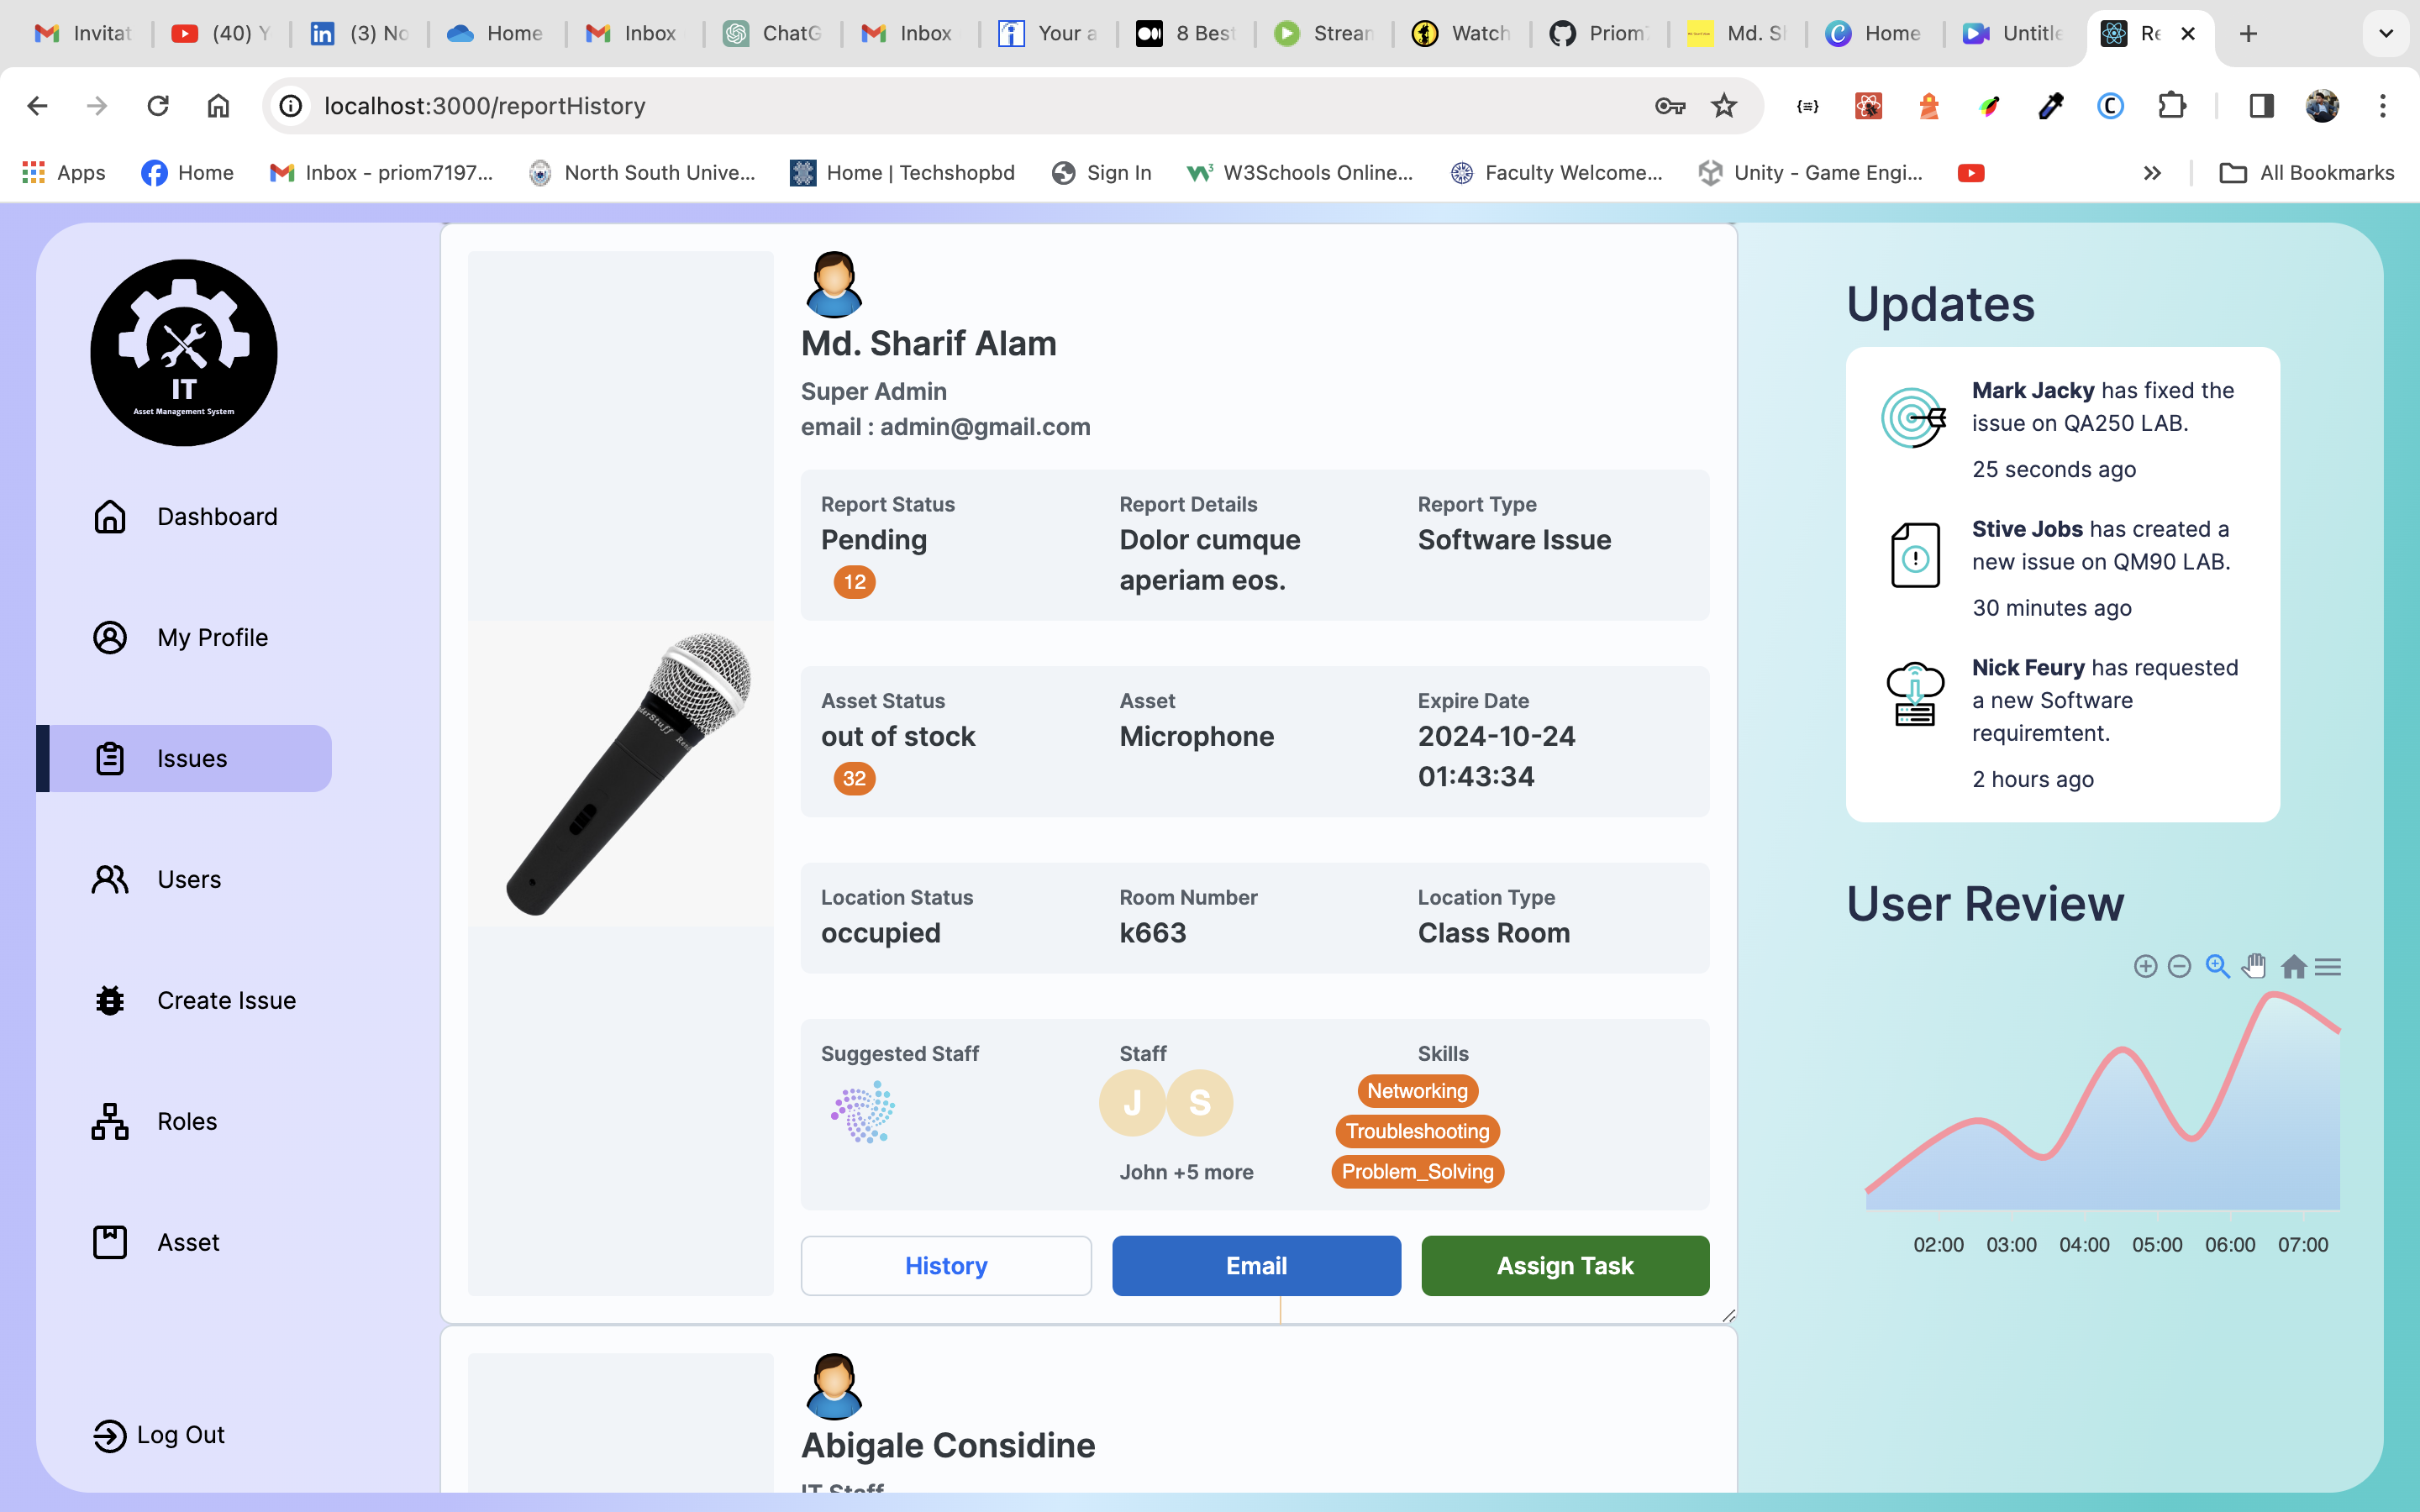 Invitat
(40) Y
(3) No
Home
Inbox
ChatG
Inbox
Your a
8 Best
Stream
Watch
Priom
Md. S
Home
Untitle
Re
localhost:3000/reportHistory
Apps
Home
Inbox - priom7197...
North South Unive...
Home | Techshopbd
Sign In
W3Schools Online...
Faculty Welcome...
Unity - Game Engi...
All Bookmarks
IT
Asset Management System
Dashboard
My Profile
Issues
Users
Create Issue
Roles
Asset
Log Out
Md. Sharif Alam
Super Admin
email : admin@gmail.com
Report Status
Pending
12
Report Details
Dolor cumque
aperiam eos.
Report Type
Software Issue
Asset Status
out of stock
32
Asset
Microphone
Expire Date
2024-10-24
01:43:34
Location Status
occupied
Room Number
k663
Location Type
Class Room
Suggested Staff
Staff
J S
John +5 more
Skills
Networking
Troubleshooting
Problem_Solving
History
Email
Assign Task
Abigale Considine
IT Staff
Updates
Mark Jacky has fixed the
issue on QA250 LAB.
25 seconds ago
Stive Jobs has created a
new issue on QM90 LAB.
30 minutes ago
Nick Feury has requested
a new Software
requiremtent.
2 hours ago
User Review
02:00 03:00 04:00 05:00 06:00 07:00